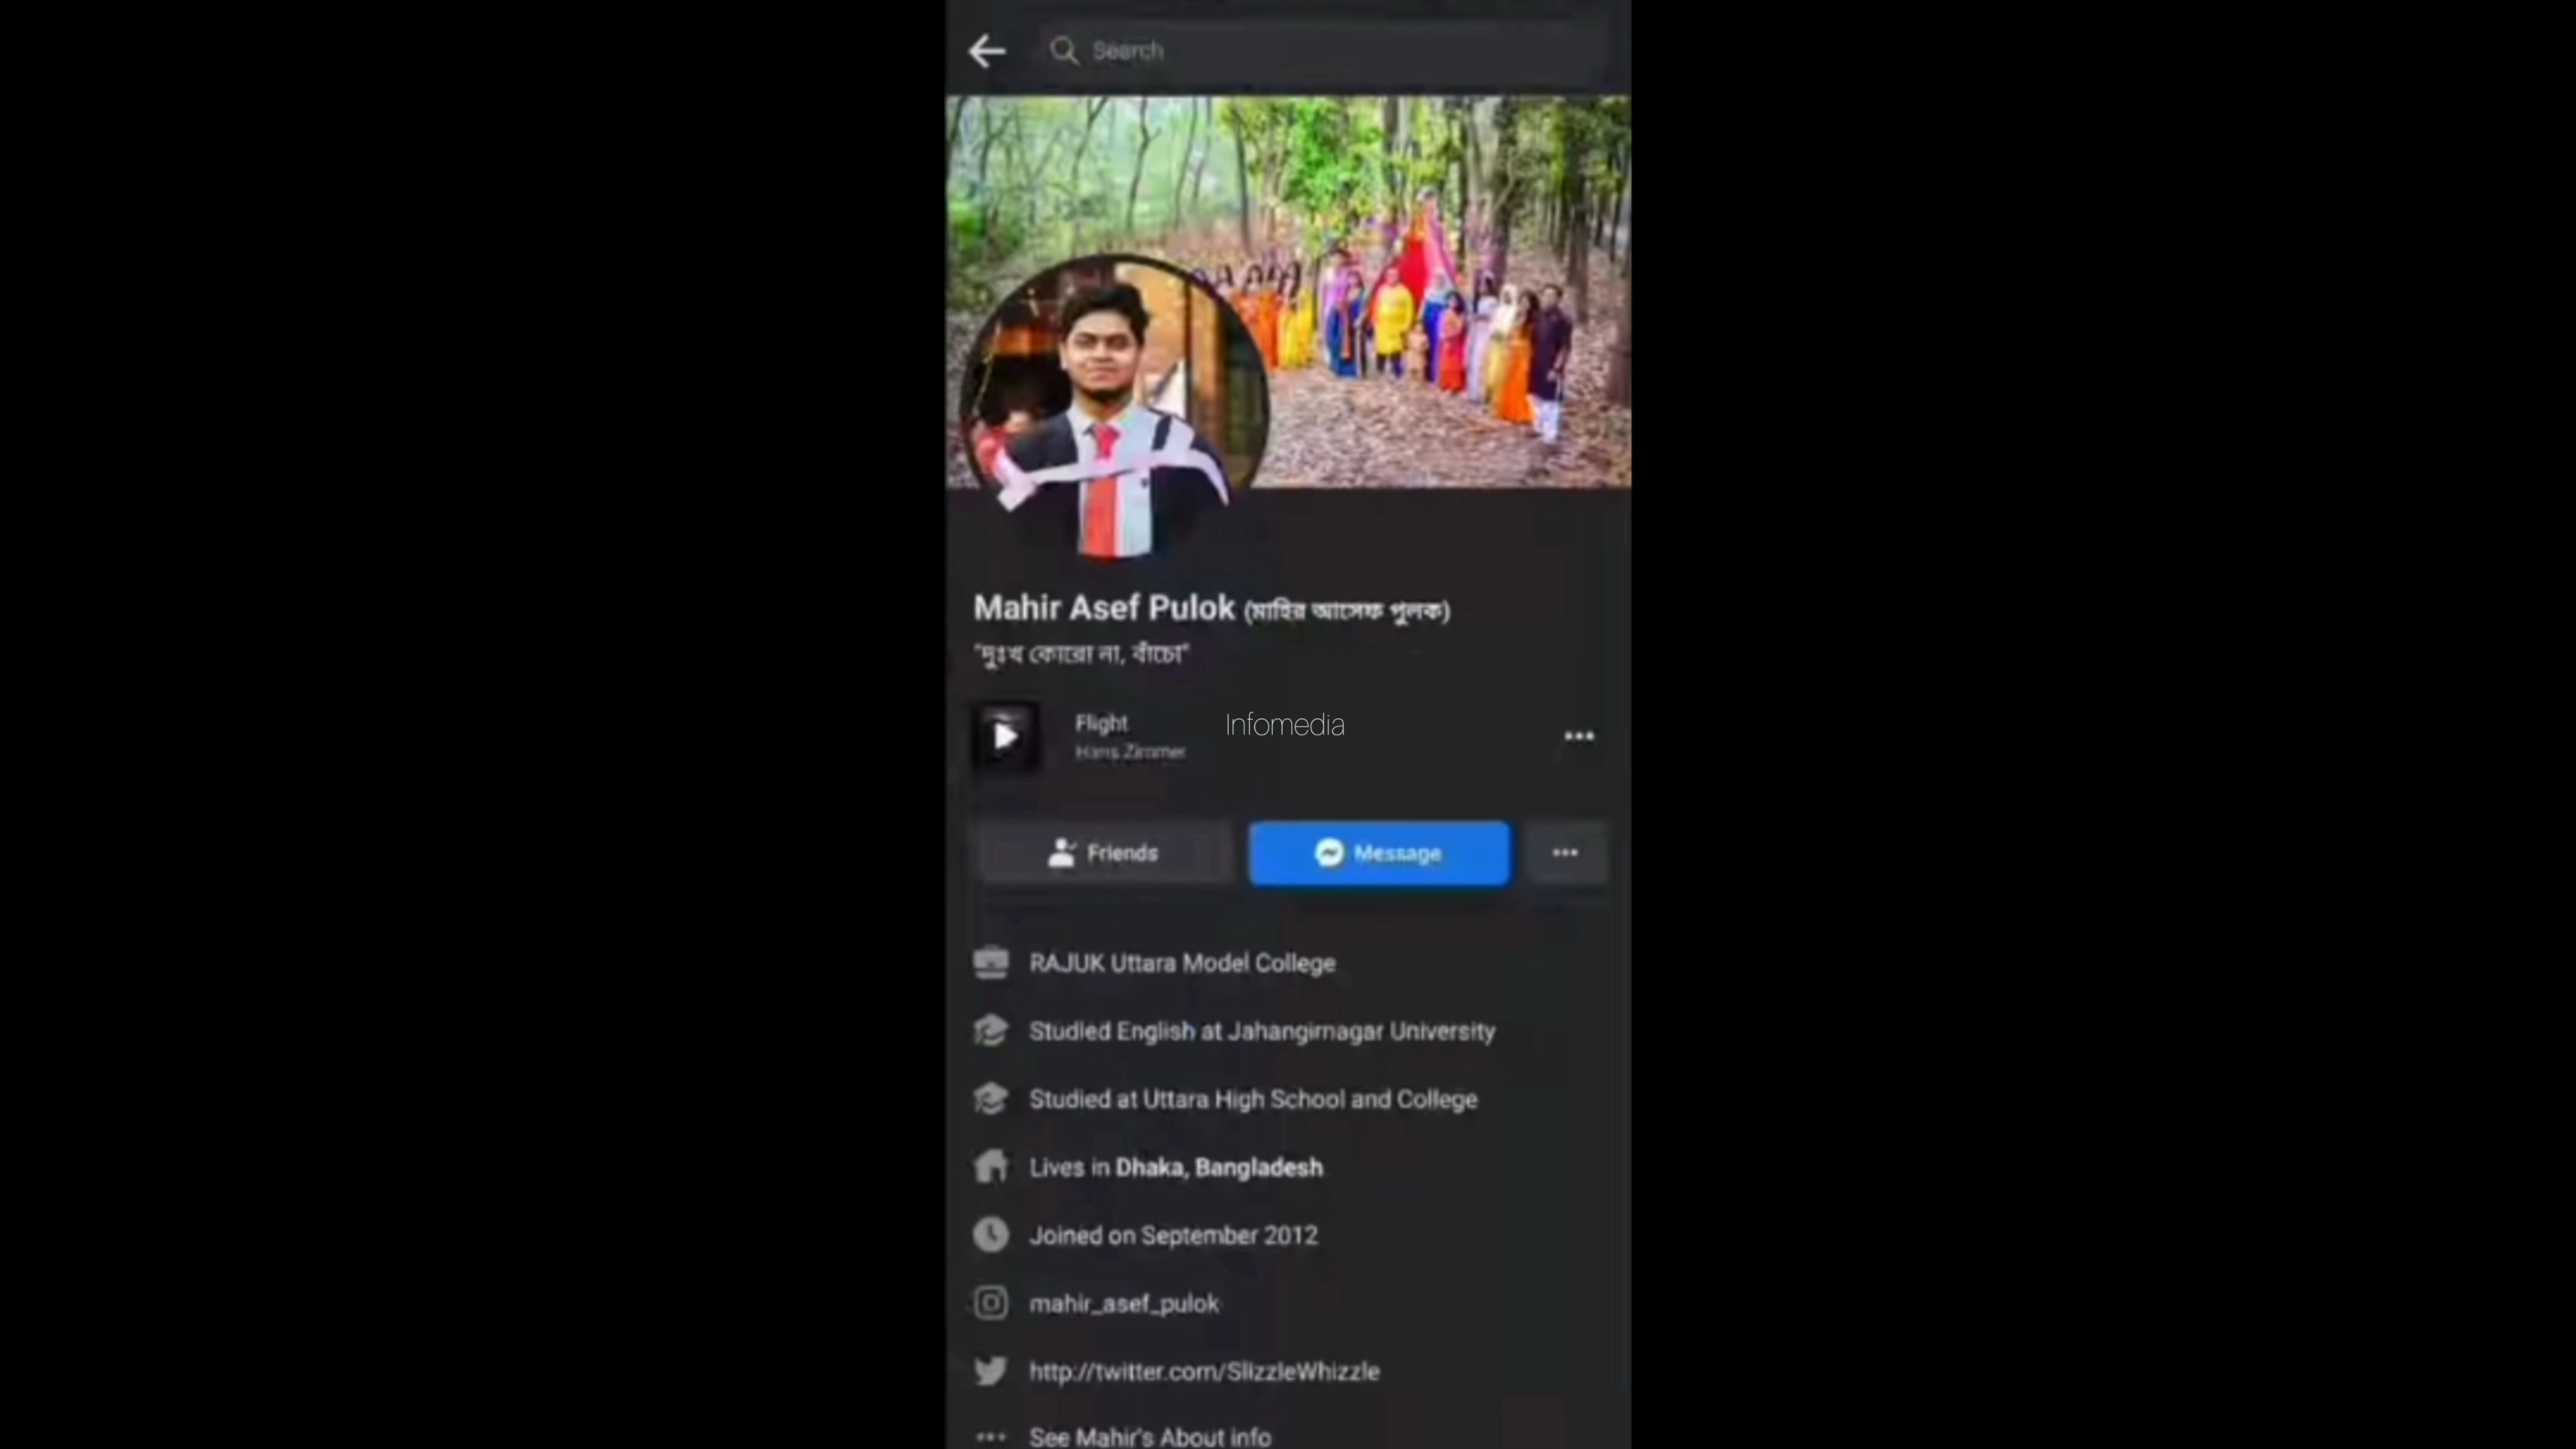 Search
Mahir Asef Pulok (মাহির আসেফ পুলক)
"দুঃখ কোরো না, বাঁচো"
Flight
Hans Zimmer
Infomedia
Friends
Message
RAJUK Uttara Model College
Studied English at Jahangirnagar University
Studied at Uttara High School and College
Lives in Dhaka, Bangladesh
Joined on September 2012
mahir_asef_pulok
http://twitter.com/SlizzleWhizzle
See Mahir's About info